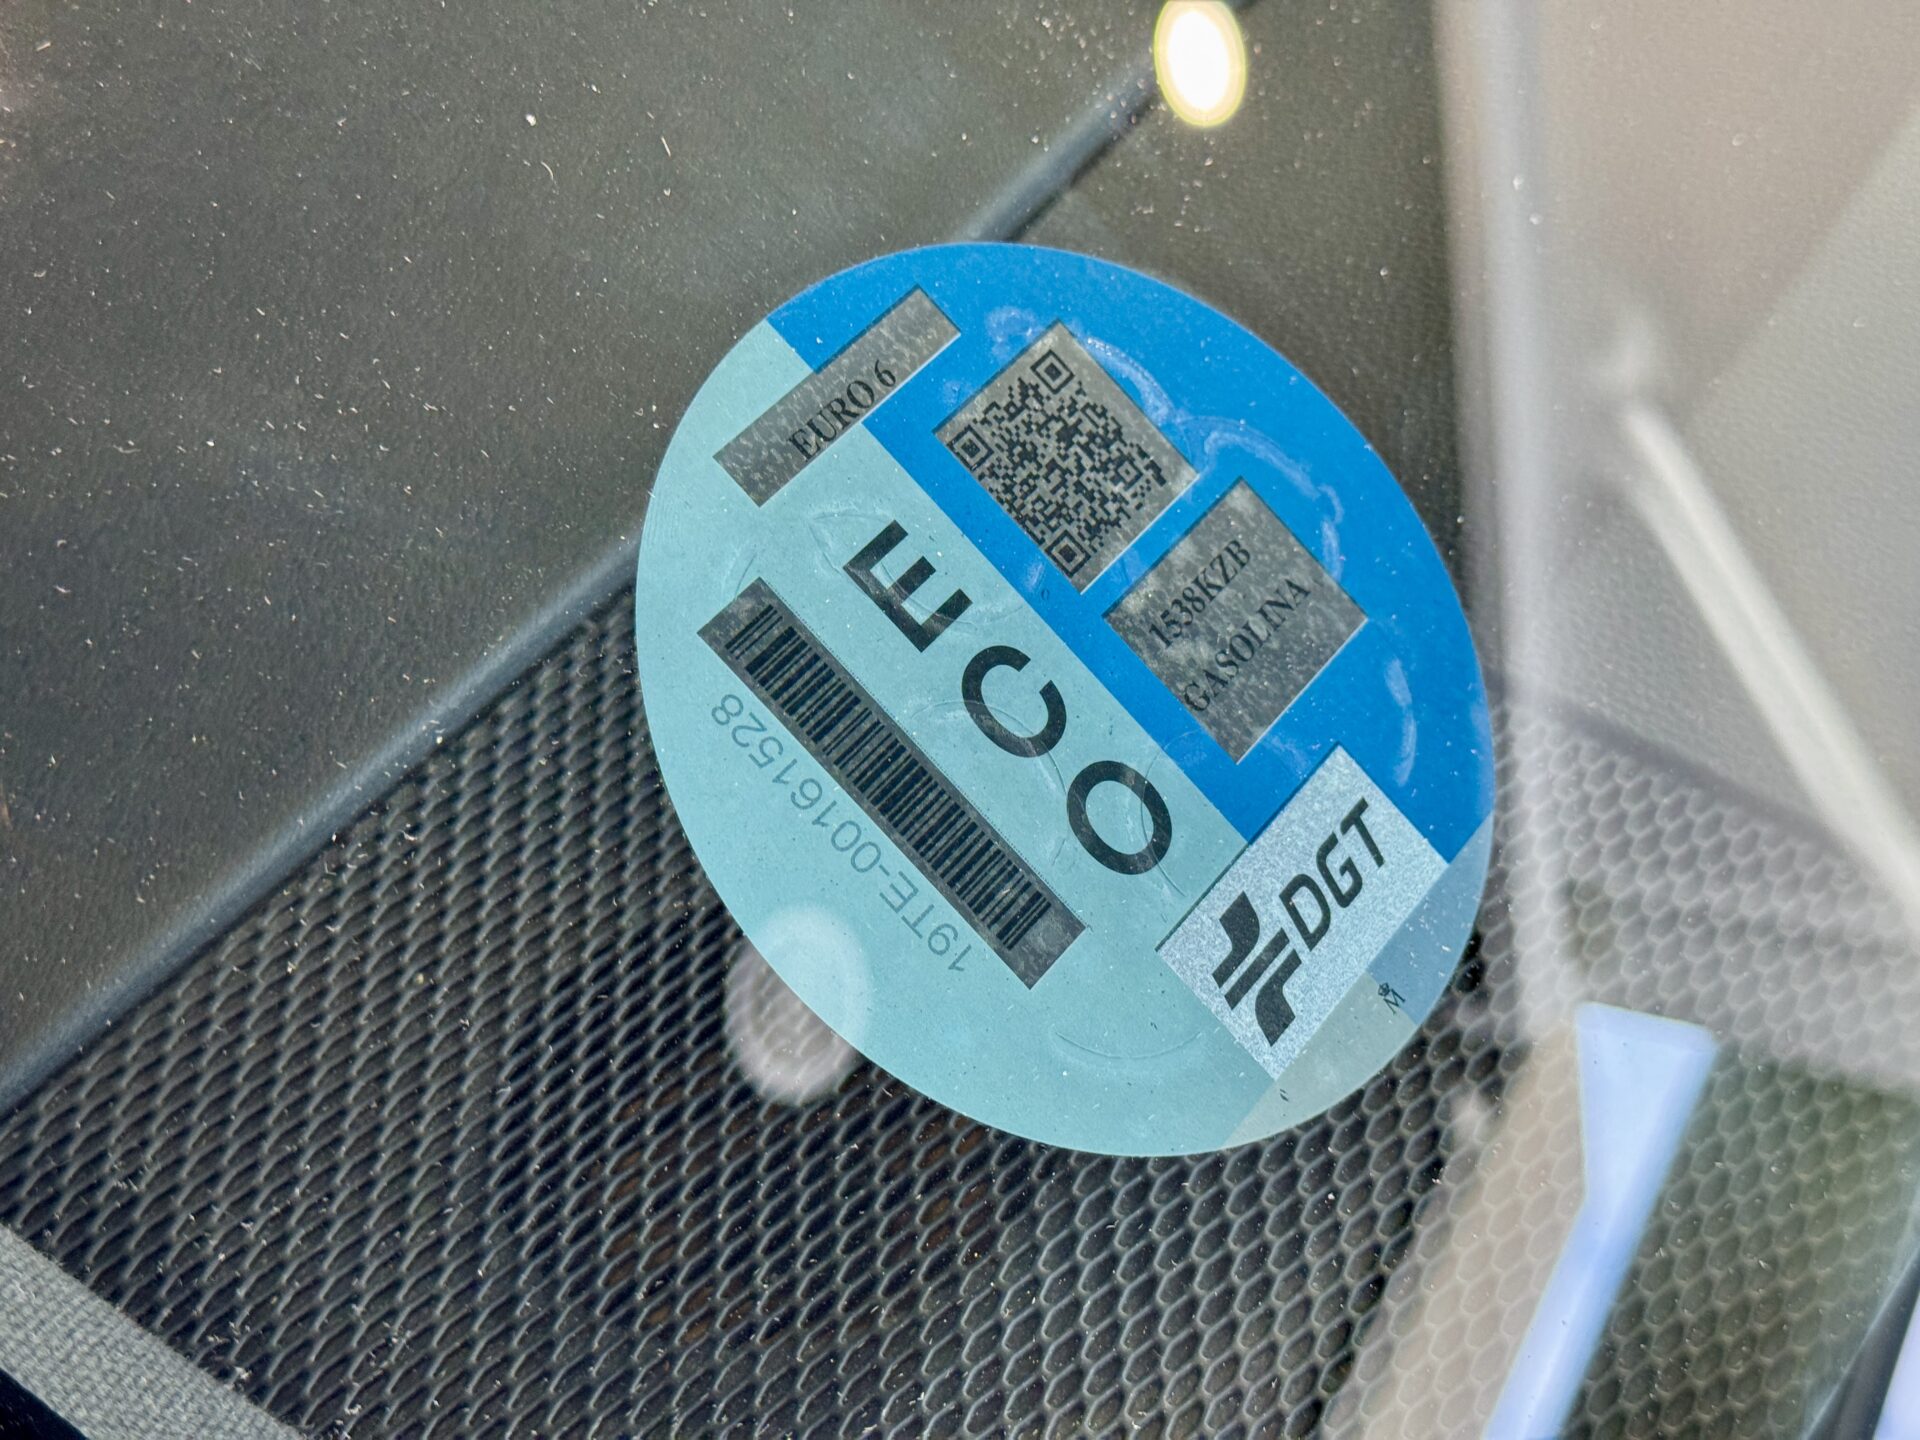 EURO 6
1538KZB
GASOLINA
ECO
19TE-00161528
DGT
M